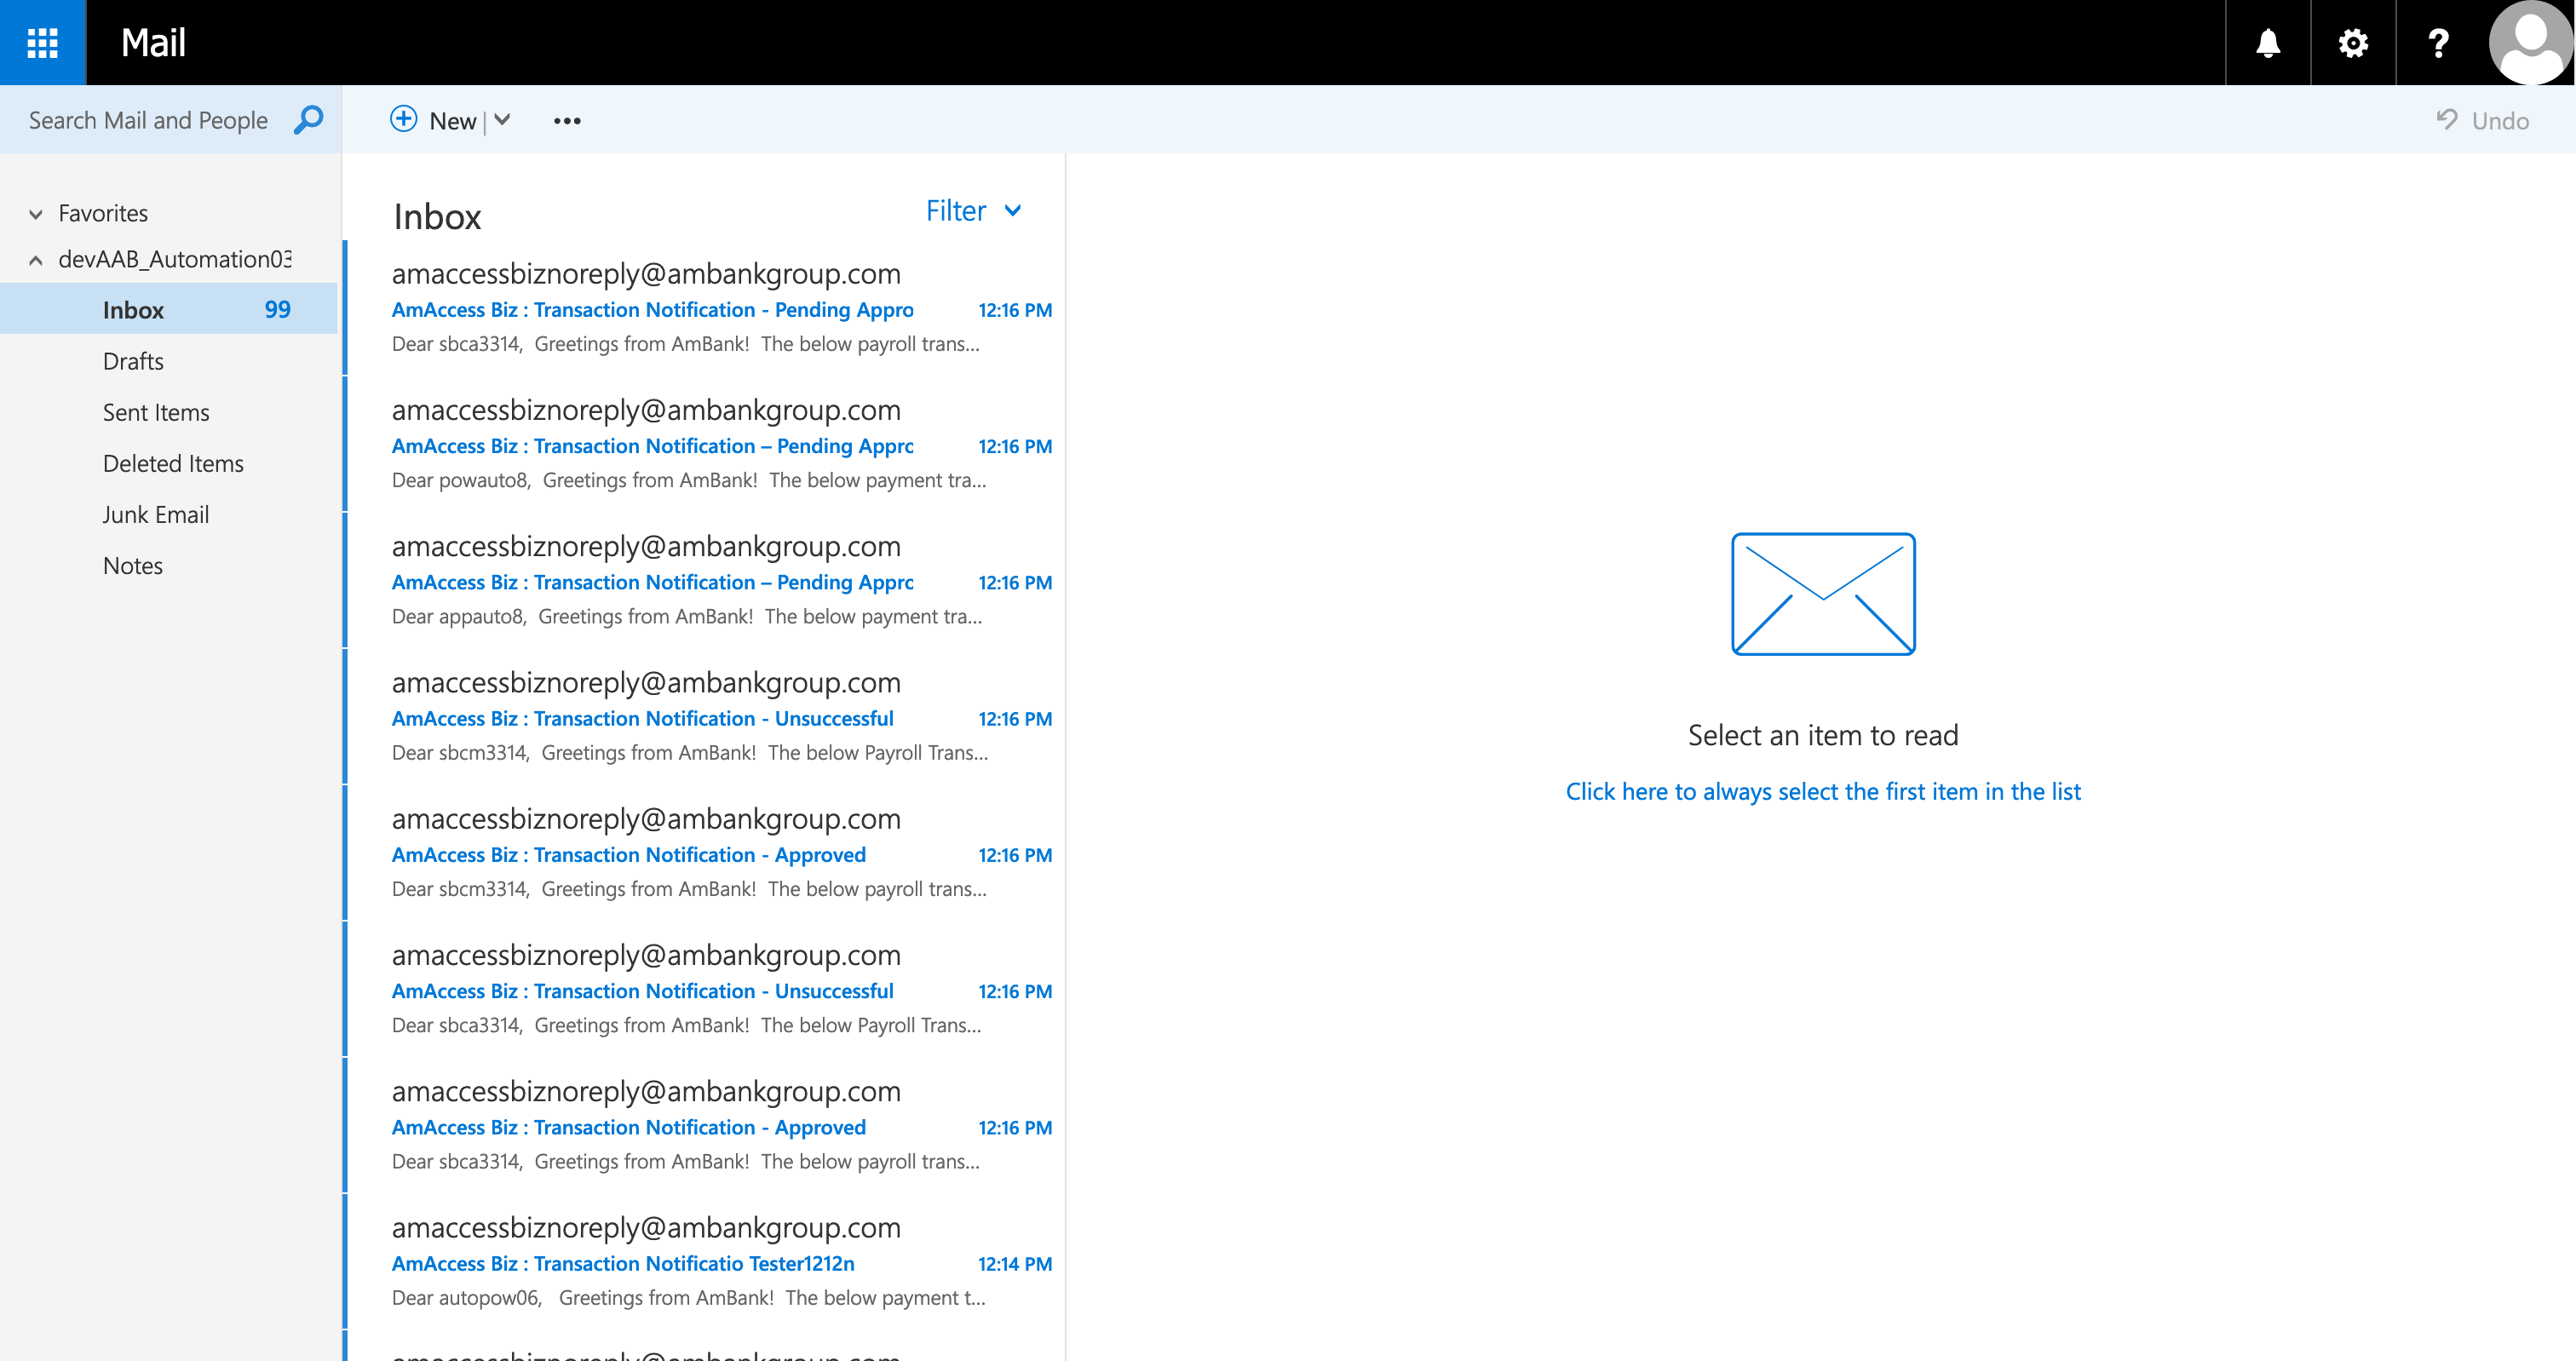 Mail
?
Search Mail and People
New
Undo
Favorites
devAAB_Automation03
Inbox 99
Drafts
Sent Items
Deleted Items
Junk Email
Notes
Inbox
Filter
amaccessbiznoreply@ambankgroup.com
AmAccess Biz : Transaction Notification - Pending Appro 12:16 PM
Dear sbca3314, Greetings from AmBank! The below payroll trans...
amaccessbiznoreply@ambankgroup.com
AmAccess Biz : Transaction Notification – Pending Appro 12:16 PM
Dear powauto8, Greetings from AmBank! The below payment tra...
amaccessbiznoreply@ambankgroup.com
AmAccess Biz : Transaction Notification – Pending Appro 12:16 PM
Dear appauto8, Greetings from AmBank! The below payment tra...
amaccessbiznoreply@ambankgroup.com
AmAccess Biz : Transaction Notification - Unsuccessful 12:16 PM
Dear sbcm3314, Greetings from AmBank! The below Payroll Trans...
amaccessbiznoreply@ambankgroup.com
AmAccess Biz : Transaction Notification - Approved 12:16 PM
Dear sbcm3314, Greetings from AmBank! The below payroll trans...
amaccessbiznoreply@ambankgroup.com
AmAccess Biz : Transaction Notification - Unsuccessful 12:16 PM
Dear sbca3314, Greetings from AmBank! The below Payroll Trans...
amaccessbiznoreply@ambankgroup.com
AmAccess Biz : Transaction Notification - Approved 12:16 PM
Dear sbca3314, Greetings from AmBank! The below payroll trans...
amaccessbiznoreply@ambankgroup.com
AmAccess Biz : Transaction Notificatio Tester1212n 12:14 PM
Dear autopow06, Greetings from AmBank! The below payment t...
Select an item to read
Click here to always select the first item in the list